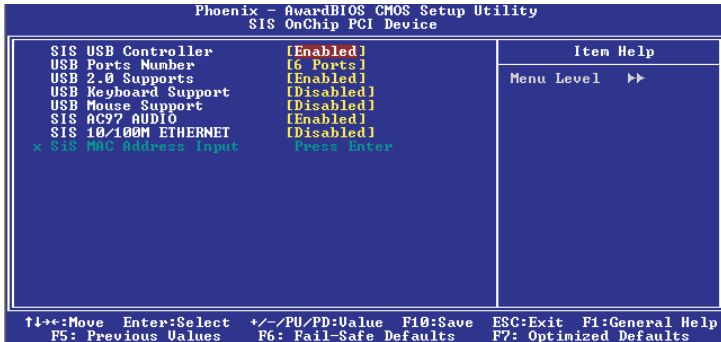 Phoenix - AwardBIOS CMOS Setup Utility
SIS OnChip PCI Device
SIS USB Controller [Enabled]
USB Ports Number [6 Ports]
USB 2.0 Supports [Enabled]
USB Keyboard Support [Disabled]
USB Mouse Support [Disabled]
SIS AC97 AUDIO [Enabled]
SIS 10/100M ETHERNET [Disabled]
x SiS MAC Address Input Press Enter
Item Help
Menu Level ►►
↑↓→←:Move Enter:Select +/-/PU/PD:Value F10:Save ESC:Exit F1:General Help
F5: Previous Values F6: Fail-Safe Defaults F7: Optimized Defaults